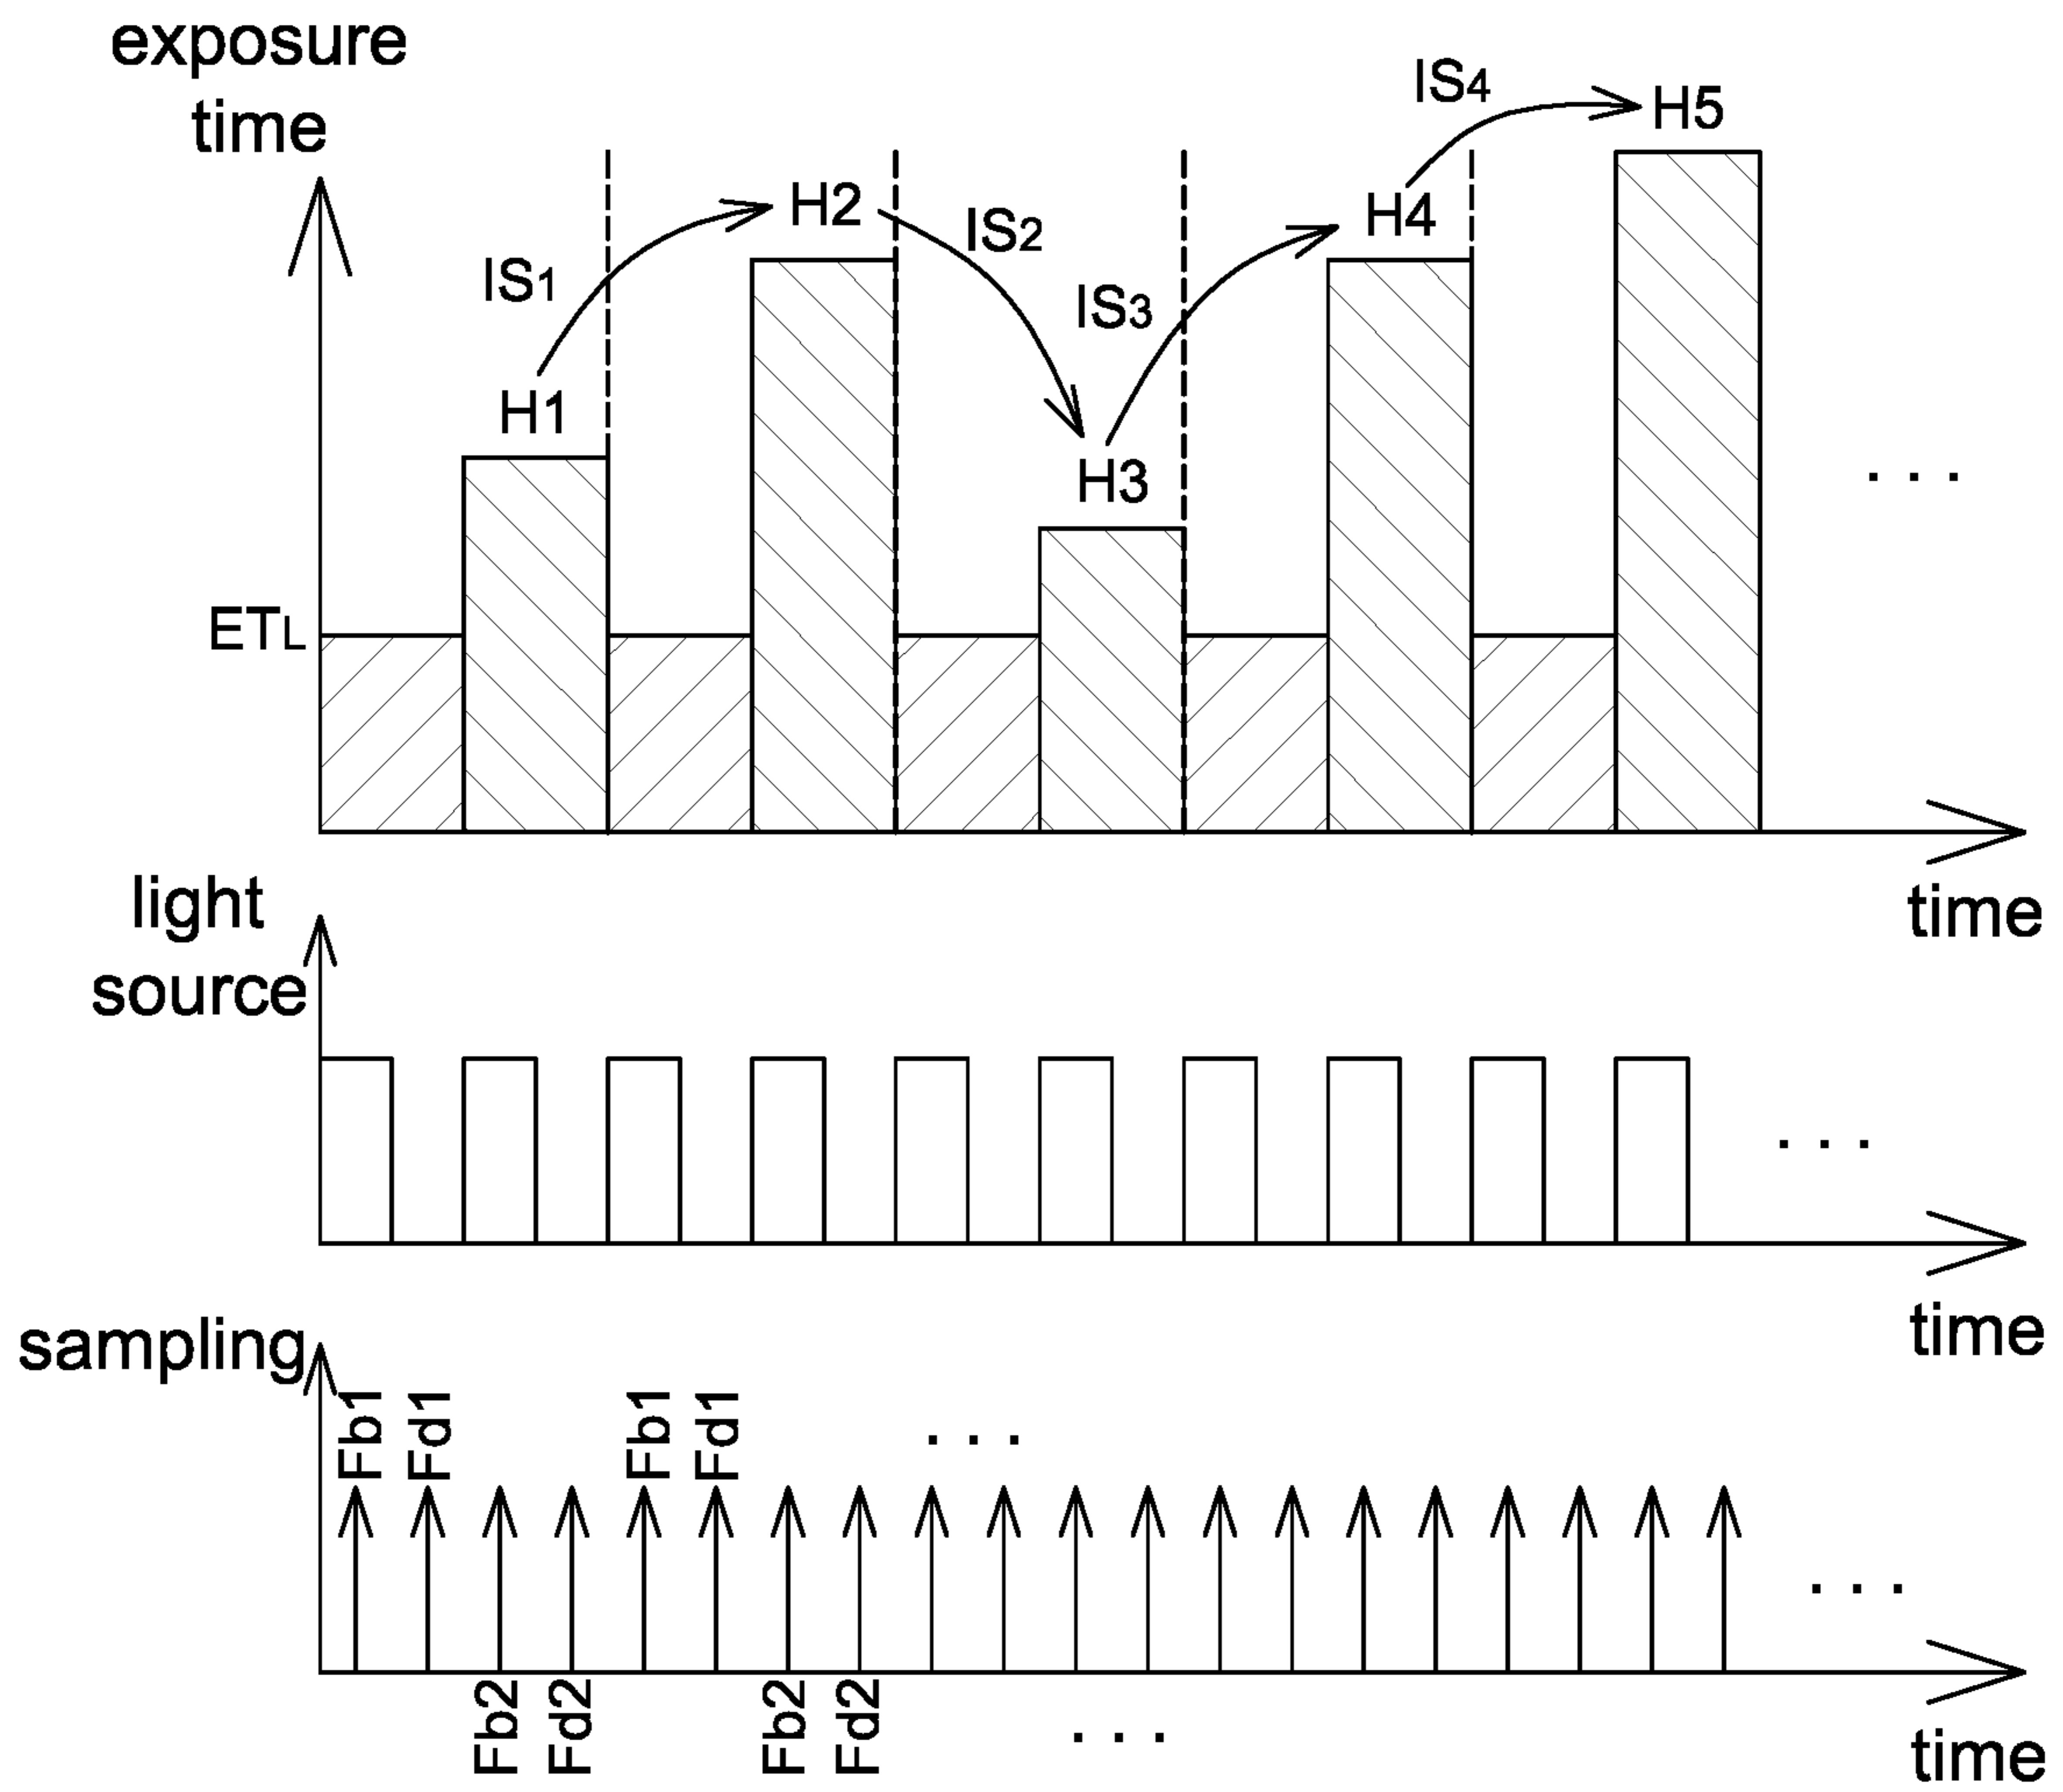 exposure
time
IS4
H5
H2
H4
IS2
IS1
IS3
H1
H3
. . .
ETL
time
light
source
. . .
time
sampling
Fb1 Fd1 Fb1 Fd1
. . .
. . .
Fb2 Fd2 Fb2 Fd2
. . .
time